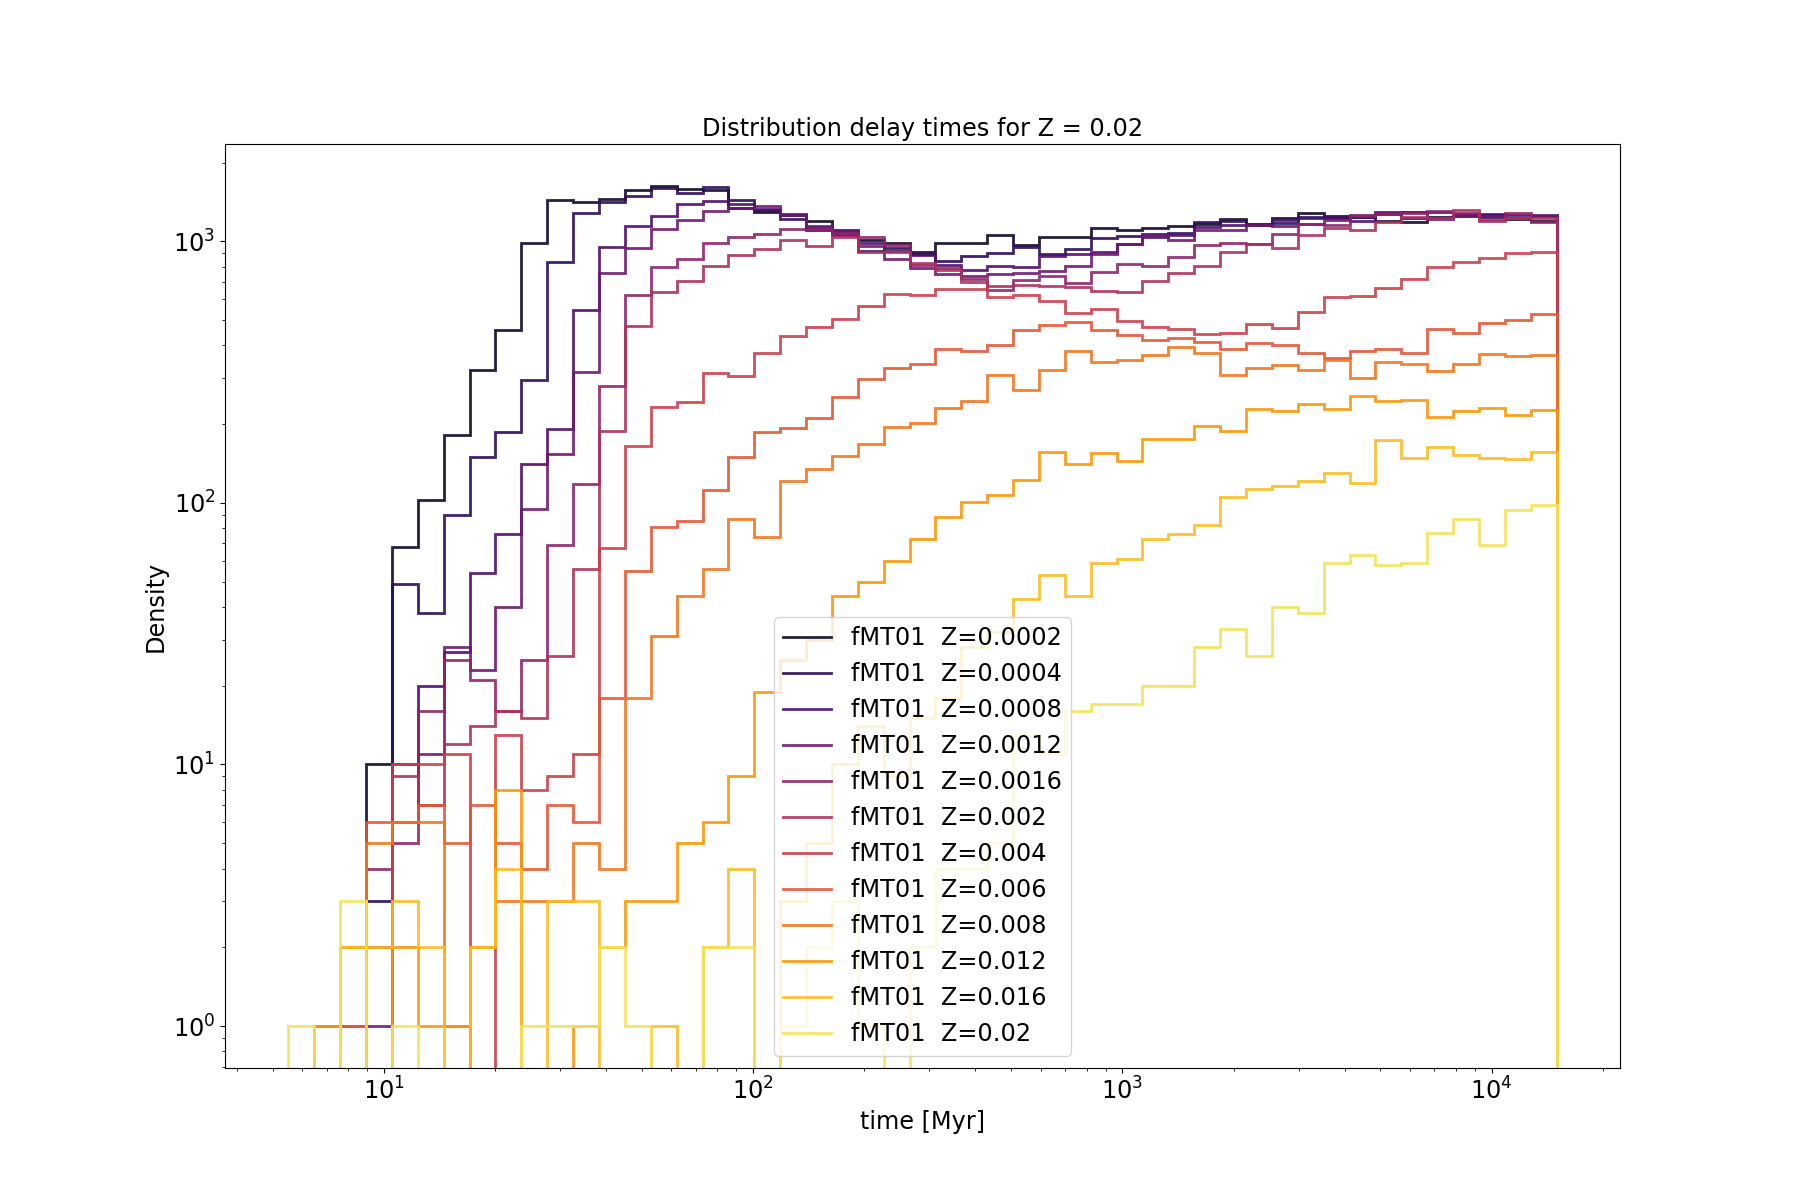 Distribution delay times for Z = 0.02
Density
10³
10²
10¹
10⁰
fMT01 Z=0.0002
fMT01 Z=0.0004
fMT01 Z=0.0008
fMT01 Z=0.0012
fMT01 Z=0.0016
fMT01 Z=0.002
fMT01 Z=0.004
fMT01 Z=0.006
fMT01 Z=0.008
fMT01 Z=0.012
fMT01 Z=0.016
fMT01 Z=0.02
10¹ 10² 10³ 10⁴
time [Myr]